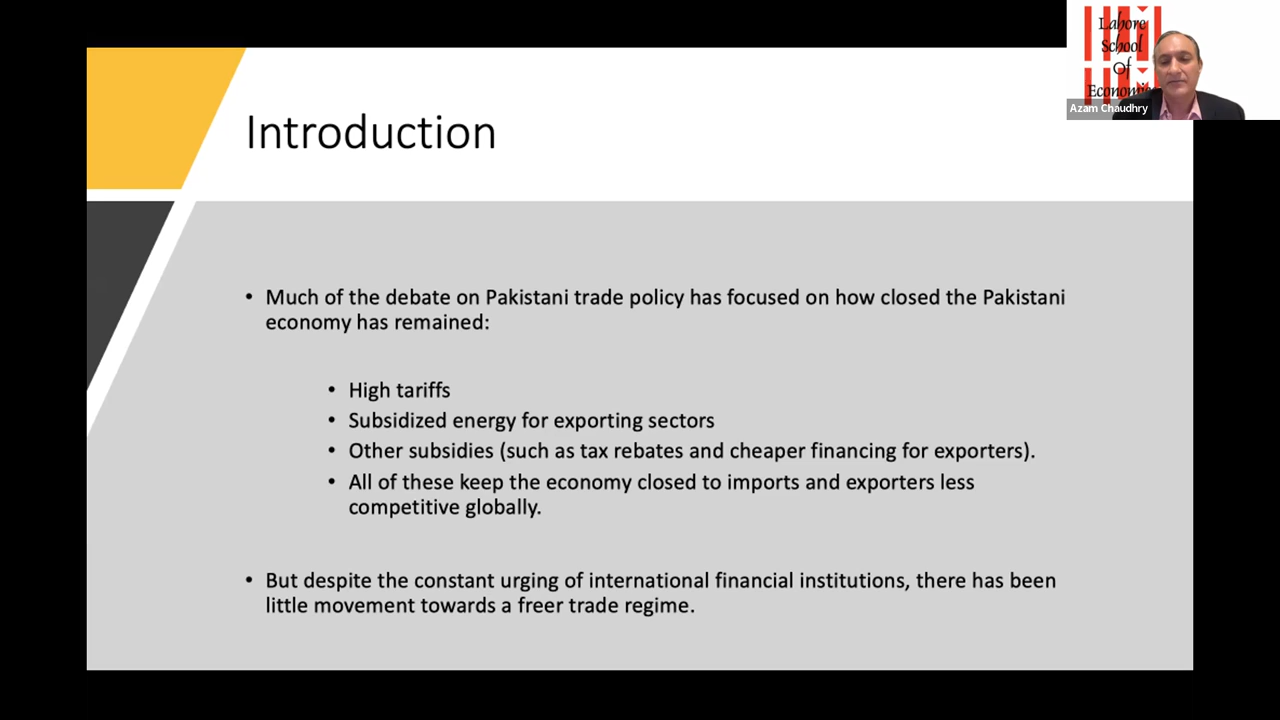 Lahore
School
Of
Economics
Azam Chaudhry
Introduction
• Much of the debate on Pakistani trade policy has focused on how closed the Pakistani
economy has remained:
• High tariffs
• Subsidized energy for exporting sectors
• Other subsidies (such as tax rebates and cheaper financing for exporters).
• All of these keep the economy closed to imports and exporters less
competitive globally.
• But despite the constant urging of international financial institutions, there has been
little movement towards a freer trade regime.